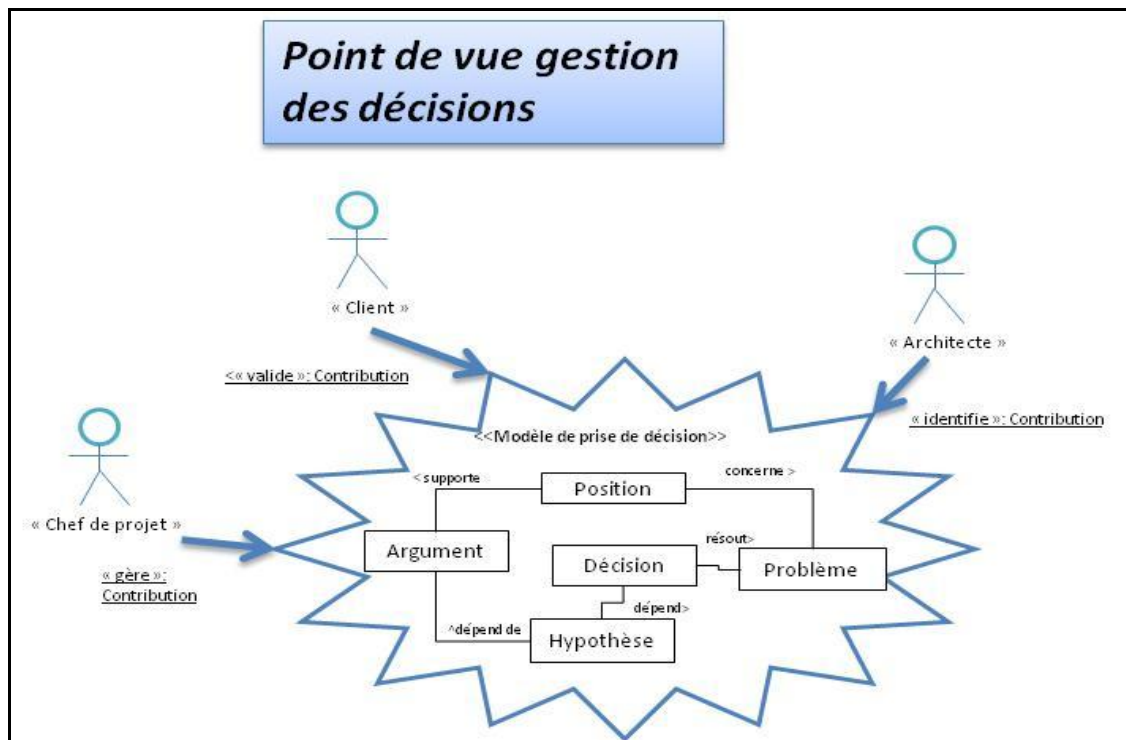 Point de vue gestion
des décisions
« Client »
« Architecte »
<« valide »: Contribution
« identifie »: Contribution
<<Modèle de prise de décision>>
< supporte
concerne >
Position
« Chef de projet »
Argument
résout>
Décision
Problème
« gère »:
Contribution
dépend>
^dépend de
Hypothèse